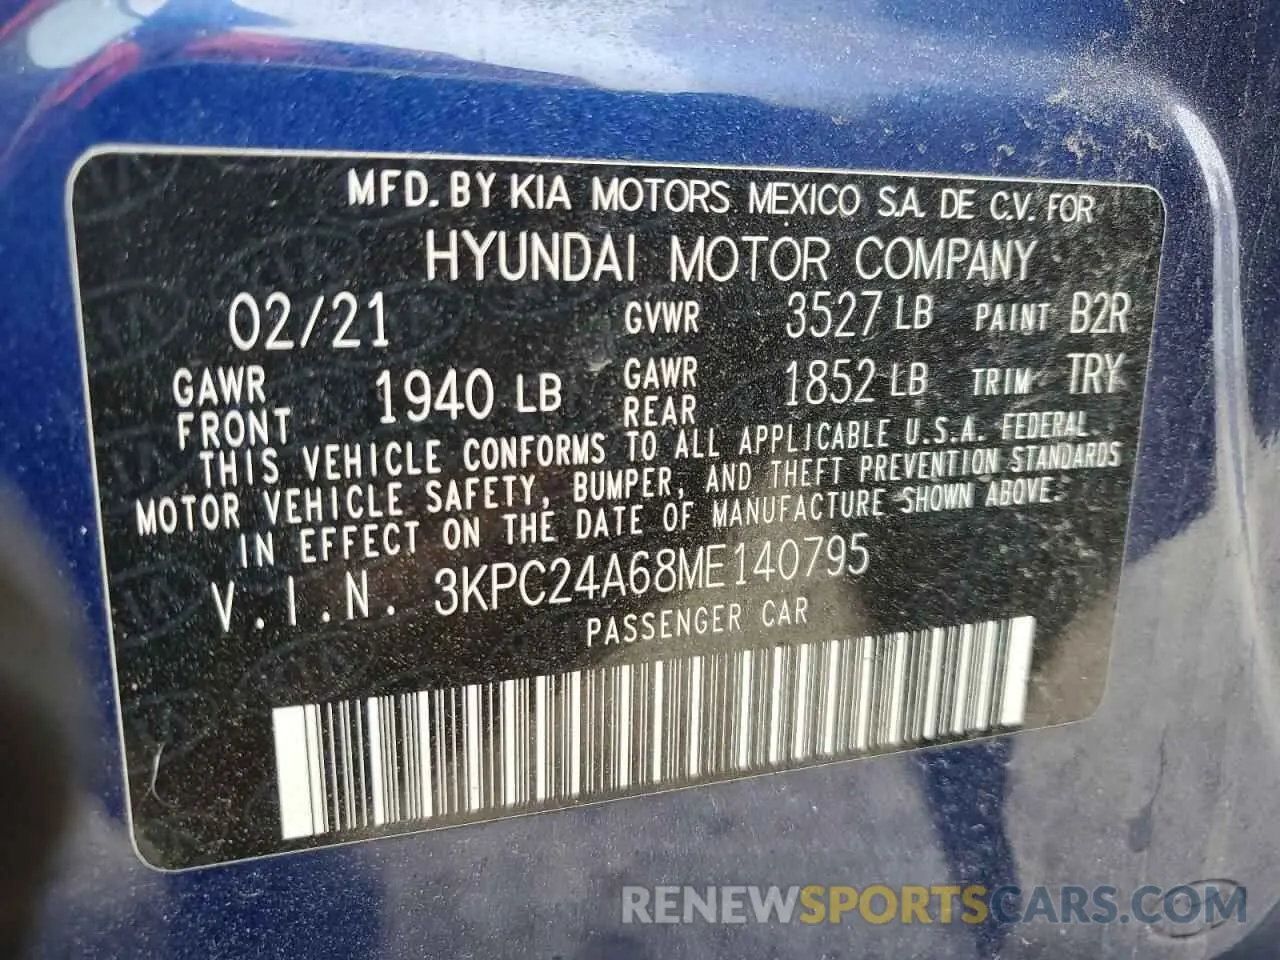 MFD. BY KIA MOTORS MEXICO S.A. DE C.V. FOR
HYUNDAI MOTOR COMPANY
02/21 GVWR 3527 LB PAINT B2R
GAWR FRONT 1940 LB GAWR REAR 1852 LB TRIM TRY
THIS VEHICLE CONFORMS TO ALL APPLICABLE U.S.A. FEDERAL
MOTOR VEHICLE SAFETY, BUMPER, AND THEFT PREVENTION STANDARDS
IN EFFECT ON THE DATE OF MANUFACTURE SHOWN ABOVE.
V.I.N. 3KPC24A68ME140795
PASSENGER CAR
RENEWSPORTSCARS.COM